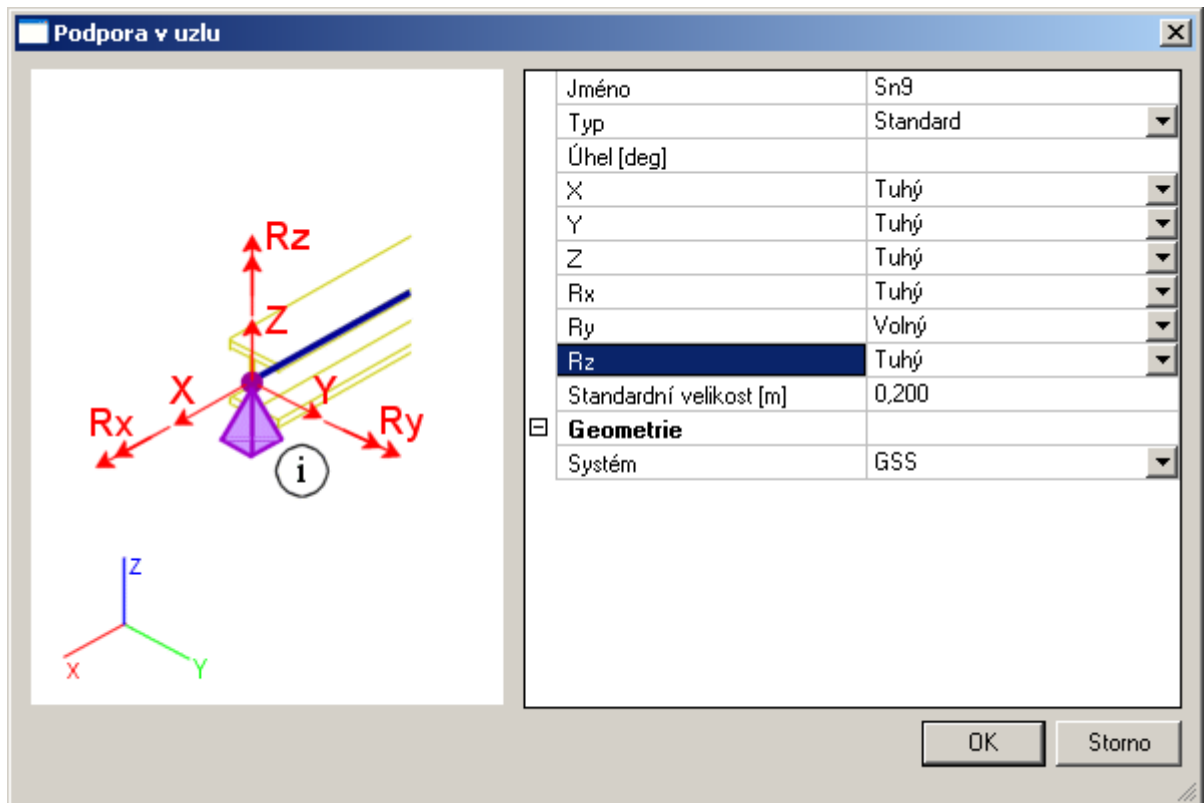 Podpora v uzlu
Rz
Z
X
Y
Rx
Ry
i
Z
X
Y
Jméno Sn9
Typ Standard
Úhel [deg]
X Tuhý
Y Tuhý
Z Tuhý
Rx Tuhý
Ry Volný
Rz Tuhý
Standardní velikost [m] 0,200
Geometrie
Systém GSS
OK Storno